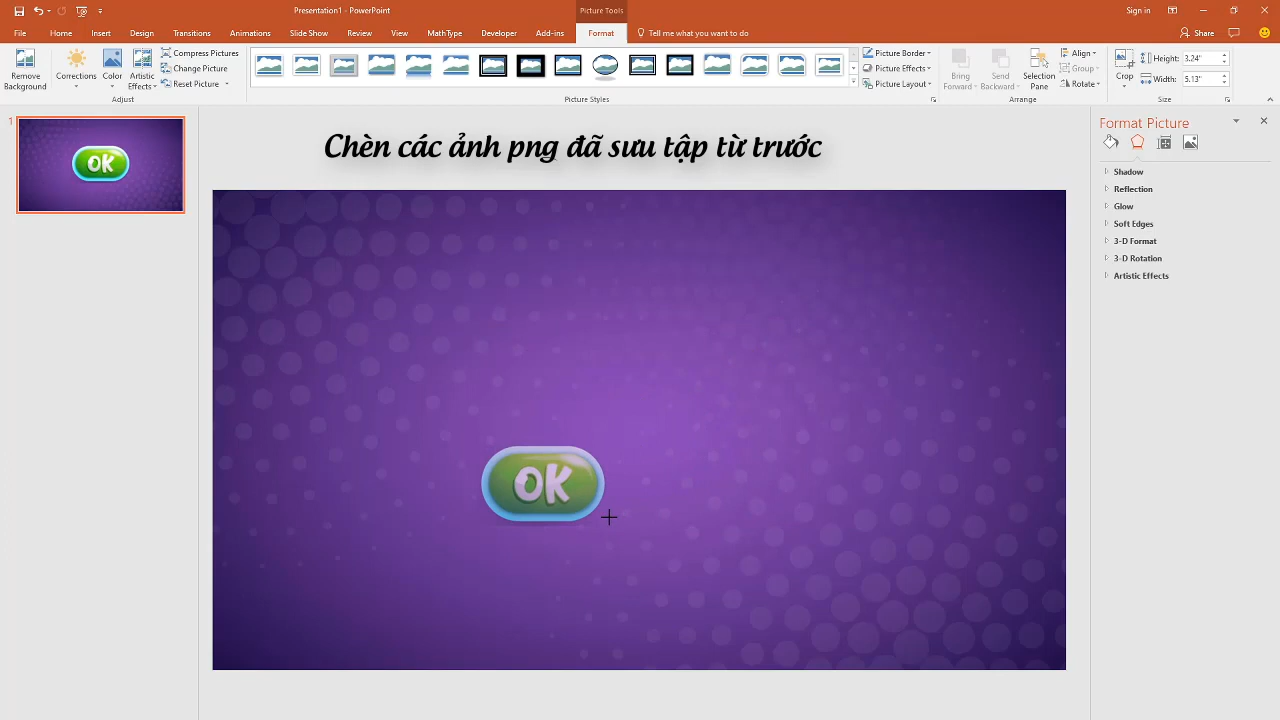 Presentation1 - PowerPoint
Picture Tools
Sign in
File
Home
Insert
Design
Transitions
Animations
Slide Show
Review
View
MathType
Developer
Add-ins
Format
Tell me what you want to do
Share
Remove Background
Corrections
Color
Artistic Effects
Compress Pictures
Change Picture
Reset Picture
Adjust
Picture Styles
Picture Border
Picture Effects
Picture Layout
Bring Forward
Send Backward
Selection Pane
Align
Group
Rotate
Arrange
Crop
Height: 3.24"
Width: 5.13"
Size
1
OK
Chèn các ảnh png đã sưu tập từ trước
OK
Format Picture
Shadow
Reflection
Glow
Soft Edges
3-D Format
3-D Rotation
Artistic Effects